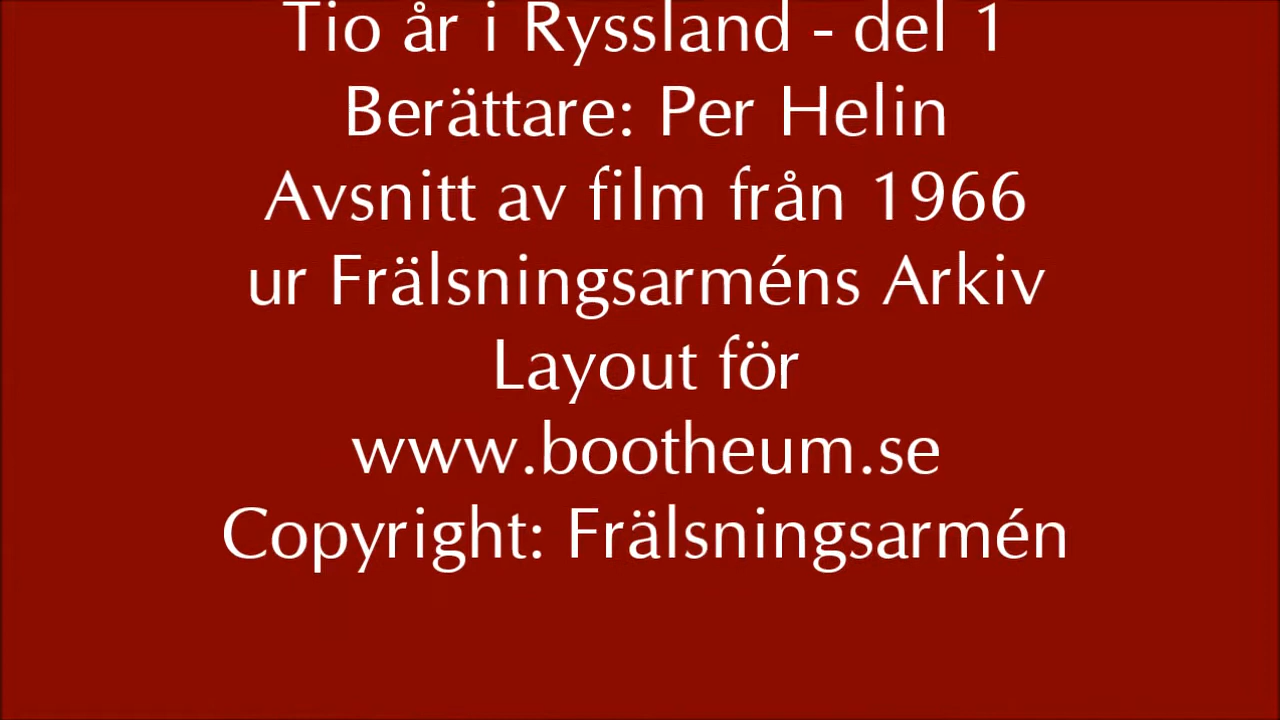 Tio år i Ryssland - del 1
Berättare: Per Helin
Avsnitt av film från 1966
ur Frälsningsarméns Arkiv
Layout för
www.bootheum.se
Copyright: Frälsningsarmén